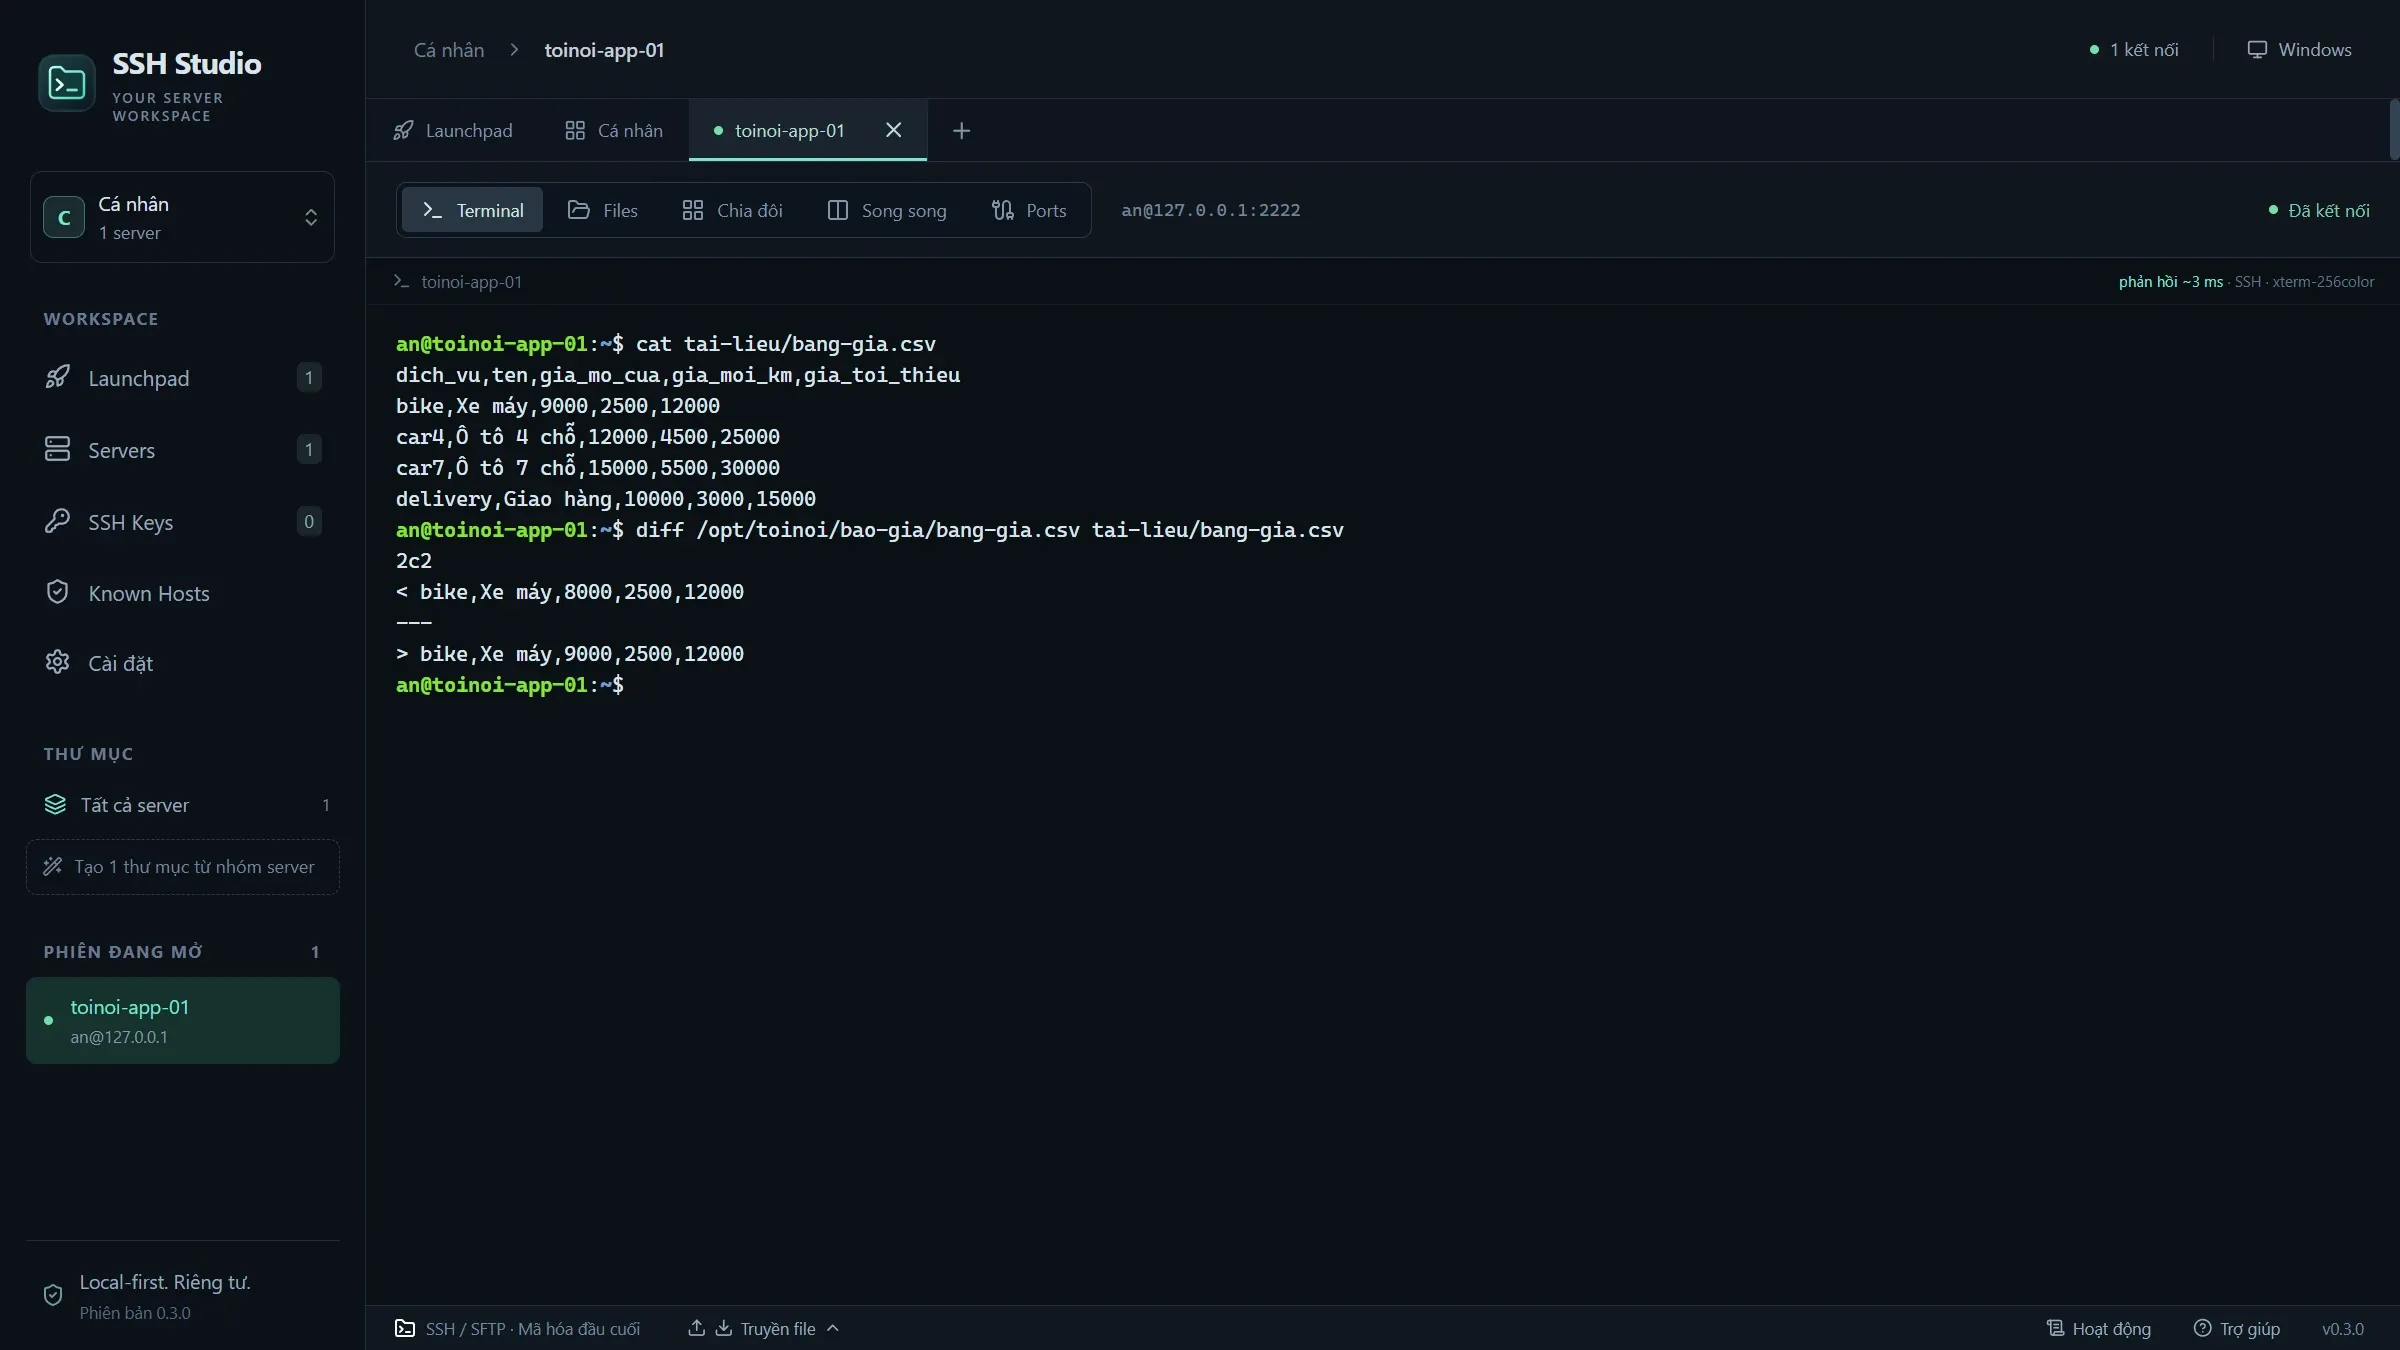 SSH Studio
YOUR SERVER
WORKSPACE
C
Cá nhân
1 server
WORKSPACE
Launchpad 1
Servers 1
SSH Keys 0
Known Hosts
Cài đặt
THƯ MỤC
Tất cả server 1
Tạo 1 thư mục từ nhóm server
PHIÊN ĐANG MỞ 1
toinoi-app-01
an@127.0.0.1
Local-first. Riêng tư.
Phiên bản 0.3.0
Cá nhân > toinoi-app-01
1 kết nối
Windows
Launchpad
Cá nhân
toinoi-app-01
Terminal
Files
Chia đôi
Song song
Ports
an@127.0.0.1:2222
Đã kết nối
toinoi-app-01
phản hồi ~3 ms · SSH · xterm-256color
an@toinoi-app-01:~$ cat tai-lieu/bang-gia.csv
dich_vu,ten,gia_mo_cua,gia_moi_km,gia_toi_thieu
bike,Xe máy,9000,2500,12000
car4,Ô tô 4 chỗ,12000,4500,25000
car7,Ô tô 7 chỗ,15000,5500,30000
delivery,Giao hàng,10000,3000,15000
an@toinoi-app-01:~$ diff /opt/toinoi/bao-gia/bang-gia.csv tai-lieu/bang-gia.csv
2c2
< bike,Xe máy,8000,2500,12000
---
> bike,Xe máy,9000,2500,12000
an@toinoi-app-01:~$
SSH / SFTP · Mã hóa đầu cuối
Truyền file
Hoạt động
Trợ giúp
v0.3.0